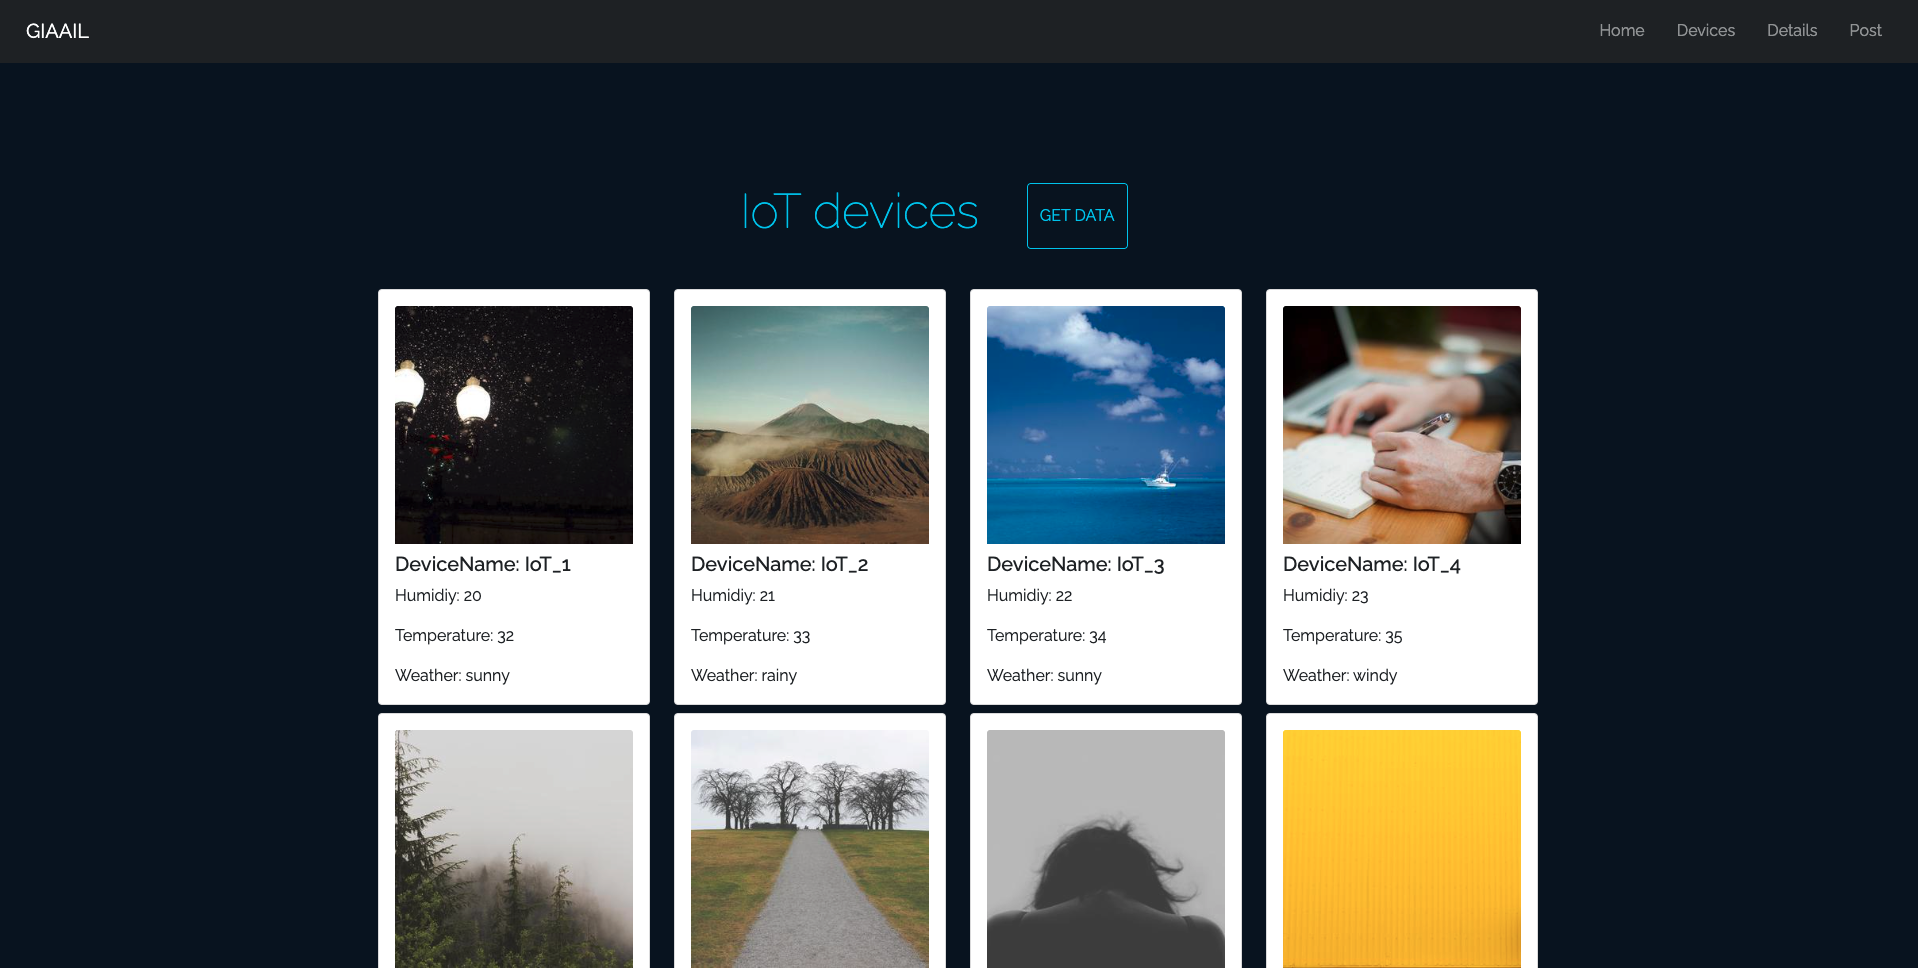 GIAAIL
Home Devices Details Post
IoT devices
GET DATA
DeviceName: IoT_1
Humidiy: 20
Temperature: 32
Weather: sunny
DeviceName: IoT_2
Humidiy: 21
Temperature: 33
Weather: rainy
DeviceName: IoT_3
Humidiy: 22
Temperature: 34
Weather: sunny
DeviceName: IoT_4
Humidiy: 23
Temperature: 35
Weather: windy